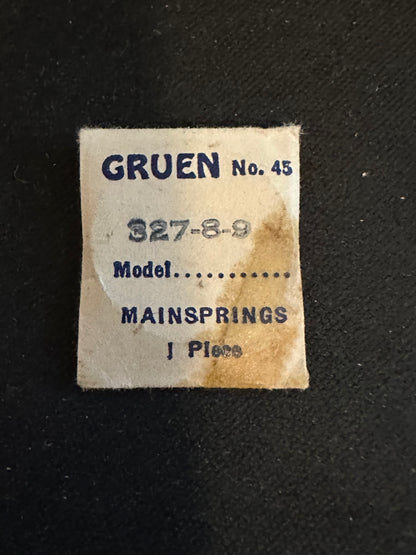 GRUEN No. 45
327-8-9
Model............
MAINSPRINGS
1 Piece